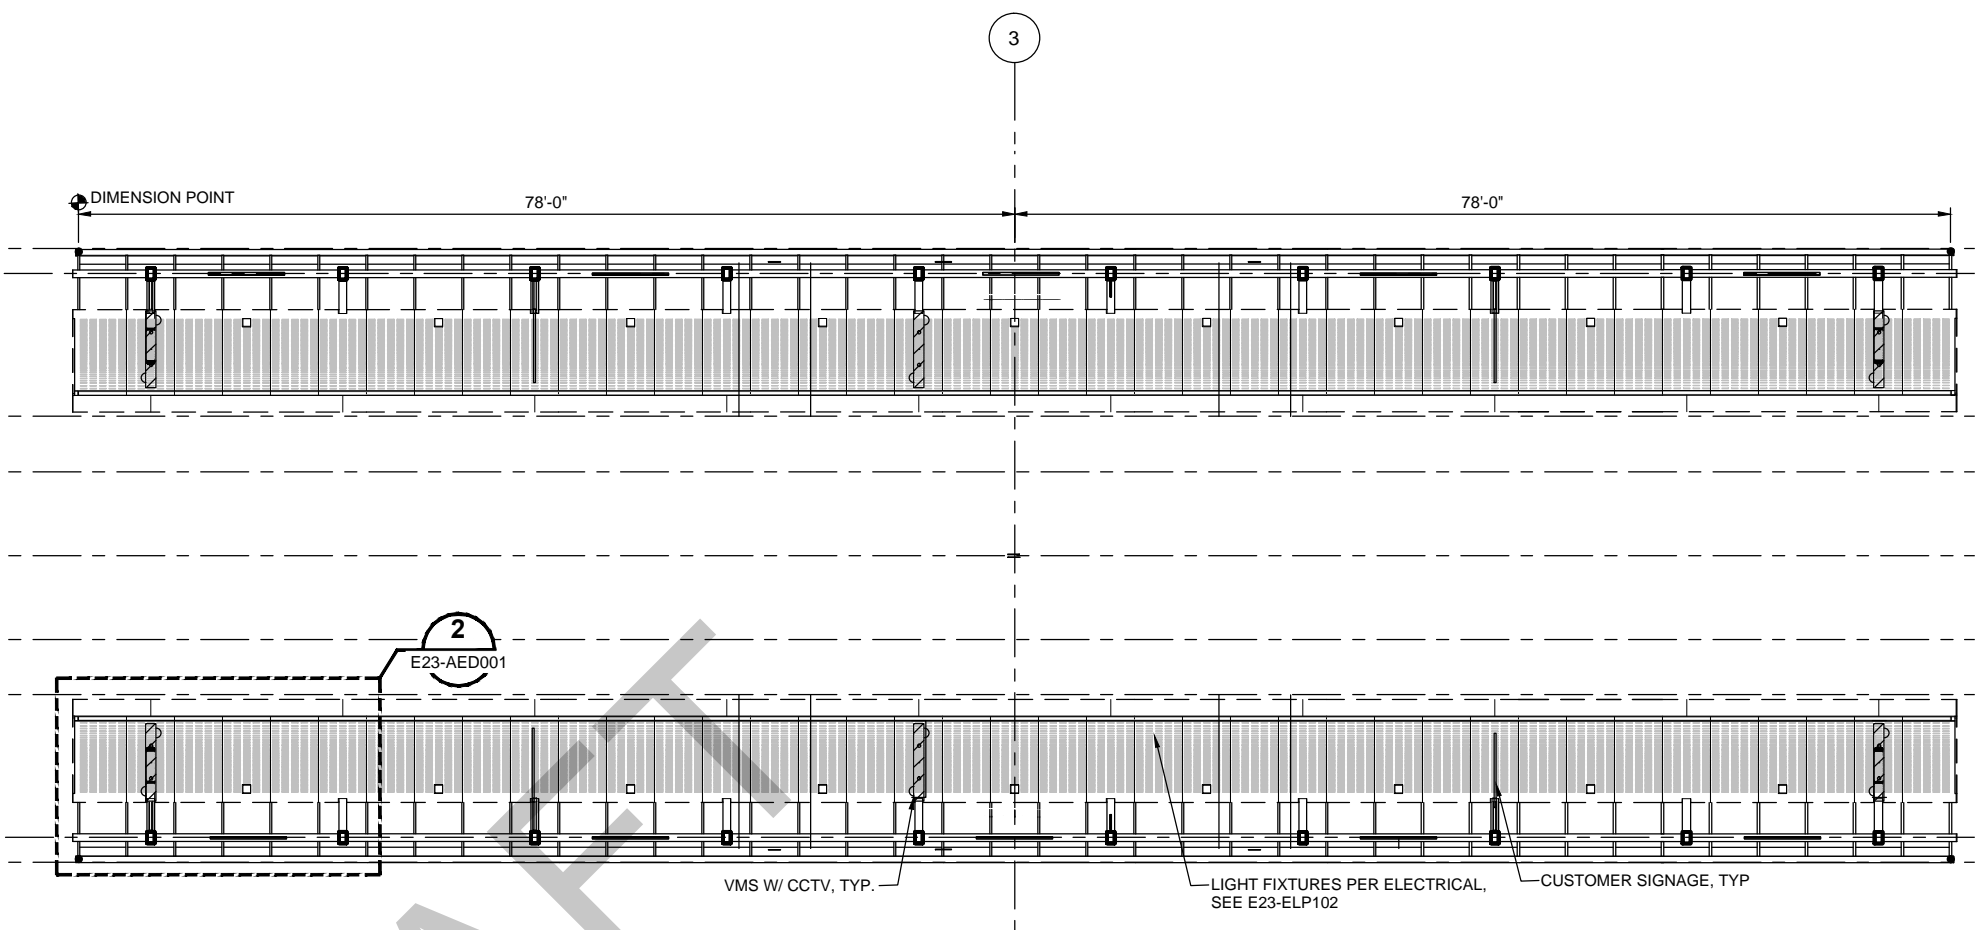 3
DIMENSION POINT
78'-0"
78'-0"
2
E23-AED001
VMS W/ CCTV, TYP.
LIGHT FIXTURES PER ELECTRICAL,
SEE E23-ELP102
CUSTOMER SIGNAGE, TYP
AFT